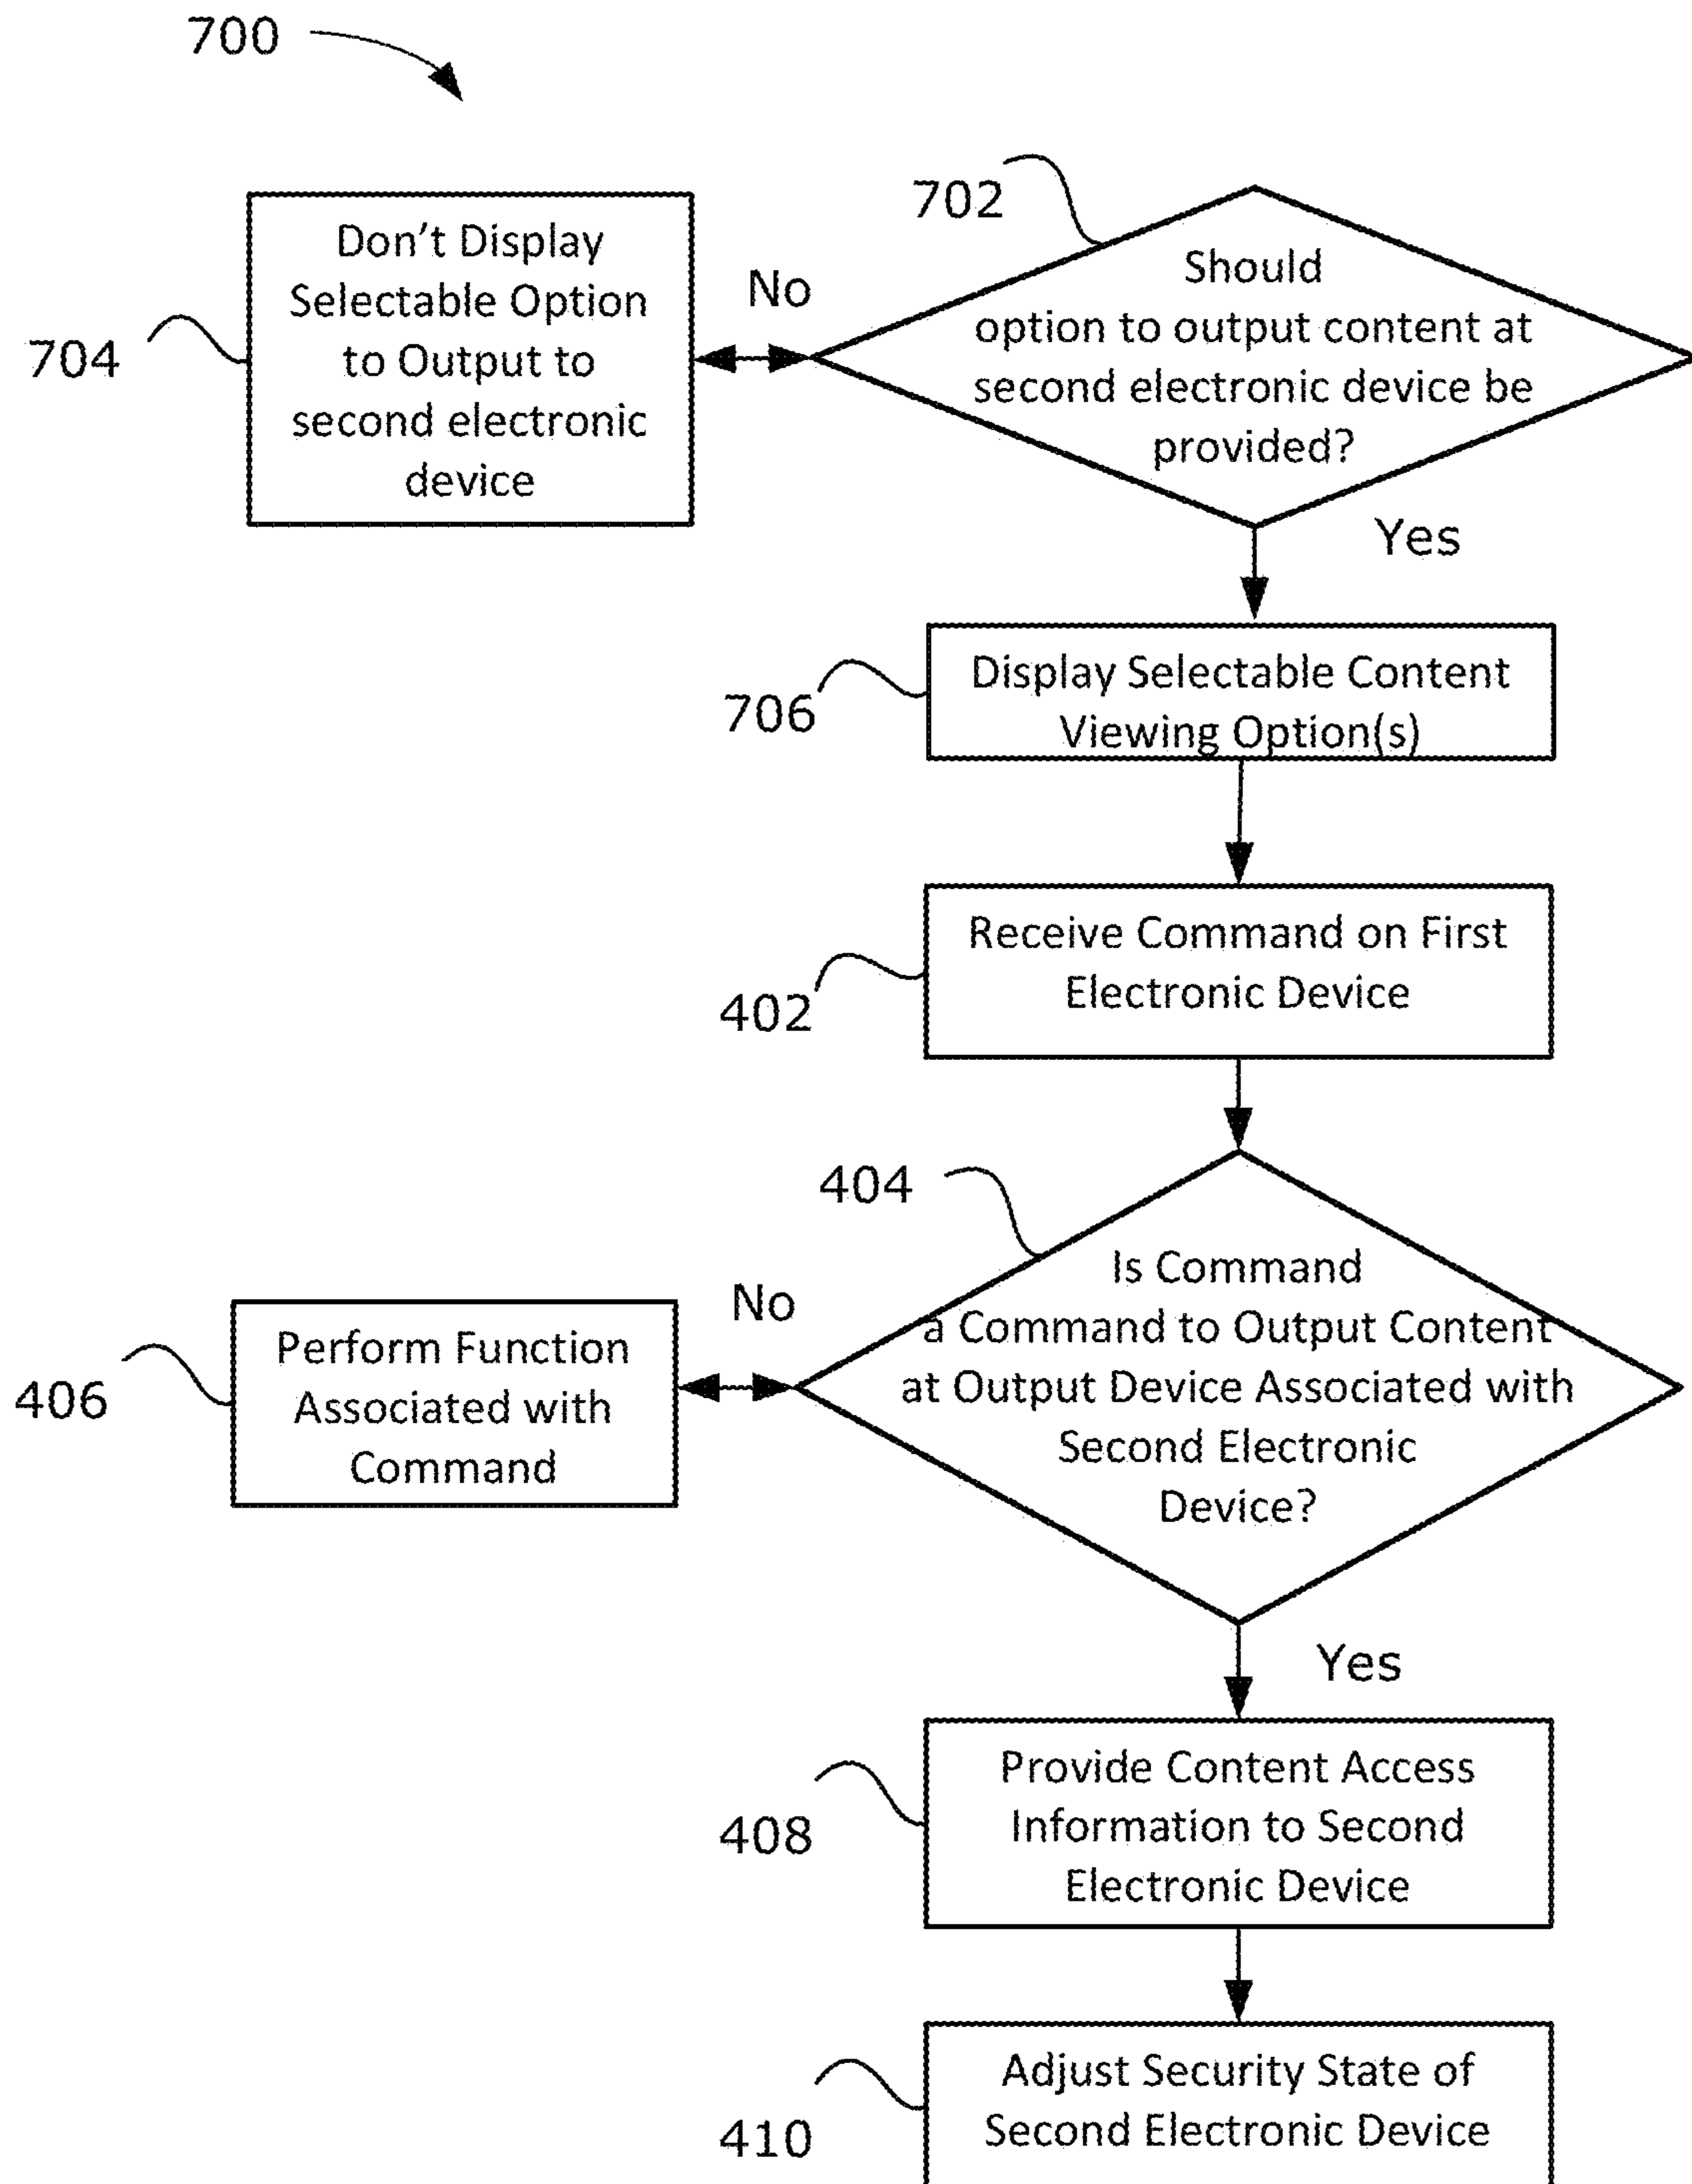 700
702
Don't Display
Selectable Option
to Output to
second electronic
device
704
No
Should
option to output content at
second electronic device be
provided?
Yes
706
Display Selectable Content
Viewing Option(s)
402
Receive Command on First
Electronic Device
404
Is Command
a Command to Output Content
at Output Device Associated with
Second Electronic
Device?
No
406
Perform Function
Associated with
Command
Yes
408
Provide Content Access
Information to Second
Electronic Device
410
Adjust Security State of
Second Electronic Device